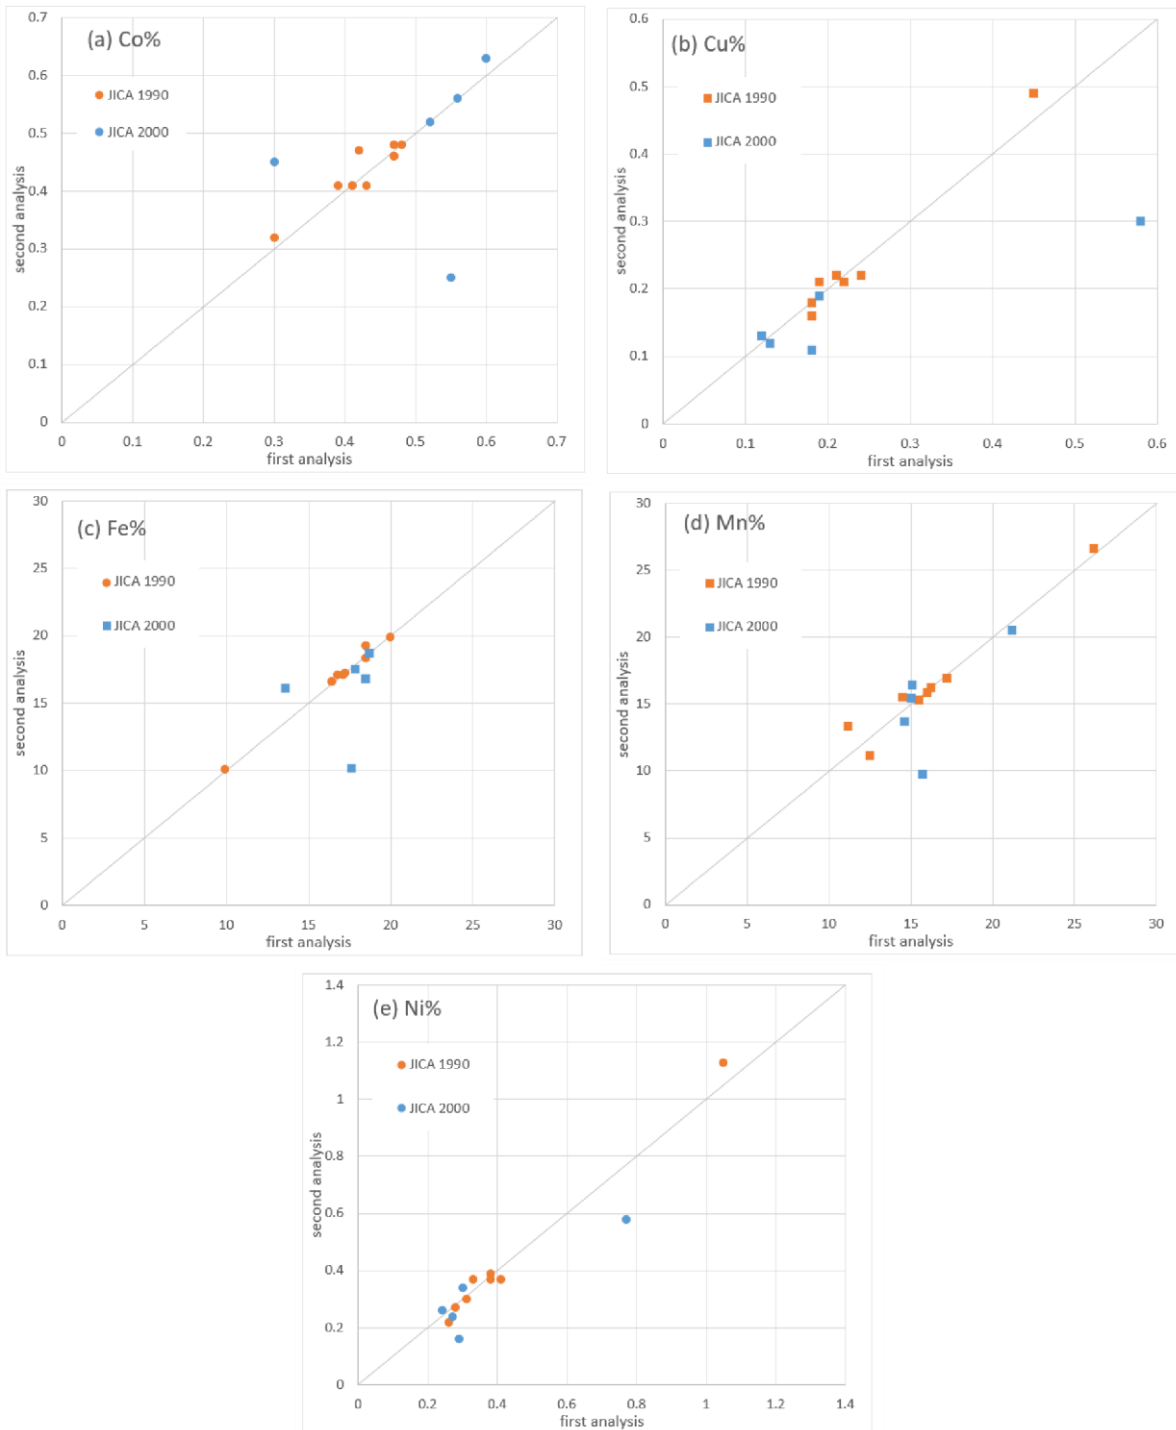 (a) Co%
JICA 1990
JICA 2000
second analysis
0.7
0.6
0.5
0.4
0.3
0.2
0.1
0
0 0.1 0.2 0.3 0.4 0.5 0.6 0.7
first analysis
(b) Cu%
JICA 1990
JICA 2000
second analysis
0.6
0.5
0.4
0.3
0.2
0.1
0
0 0.1 0.2 0.3 0.4 0.5 0.6
first analysis
(c) Fe%
JICA 1990
JICA 2000
second analysis
30
25
20
15
10
5
0
0 5 10 15 20 25 30
first analysis
(d) Mn%
JICA 1990
JICA 2000
second analysis
30
25
20
15
10
5
0
0 5 10 15 20 25 30
first analysis
(e) Ni%
JICA 1990
JICA 2000
second analysis
1.4
1.2
1
0.8
0.6
0.4
0.2
0
0 0.2 0.4 0.6 0.8 1 1.2 1.4
first analysis